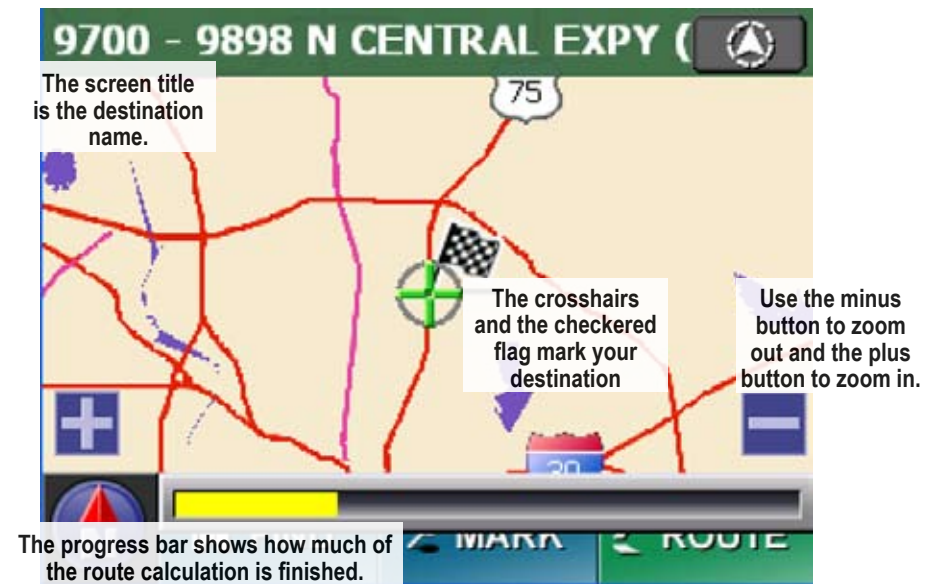 9700 - 9898 N CENTRAL EXPY (
The screen title
is the destination
name.
75
The crosshairs
and the checkered
flag mark your
destination
Use the minus
button to zoom
out and the plus
button to zoom in.
30
The progress bar shows how much of
the route calculation is finished.
MARK
ROUTE